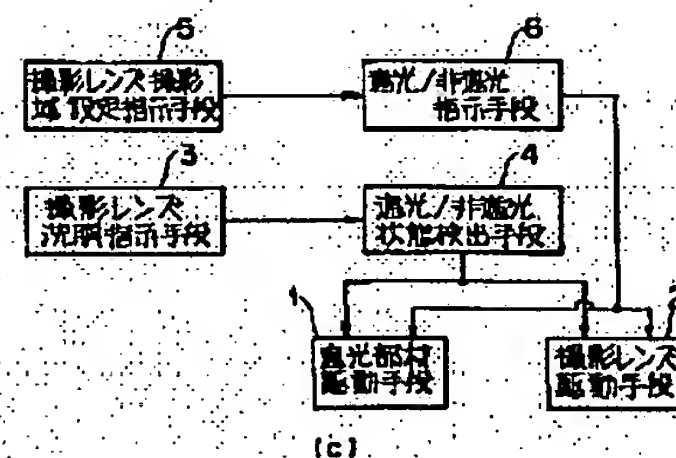 5
撮影レンズ撮影
域設定指示手段
6
遮光/非遮光
指示手段
3
撮影レンズ
沈胴指示手段
4
遮光/非遮光
状態検出手段
1
遮光部材
駆動手段
撮影レンズ
駆動手段
(c)